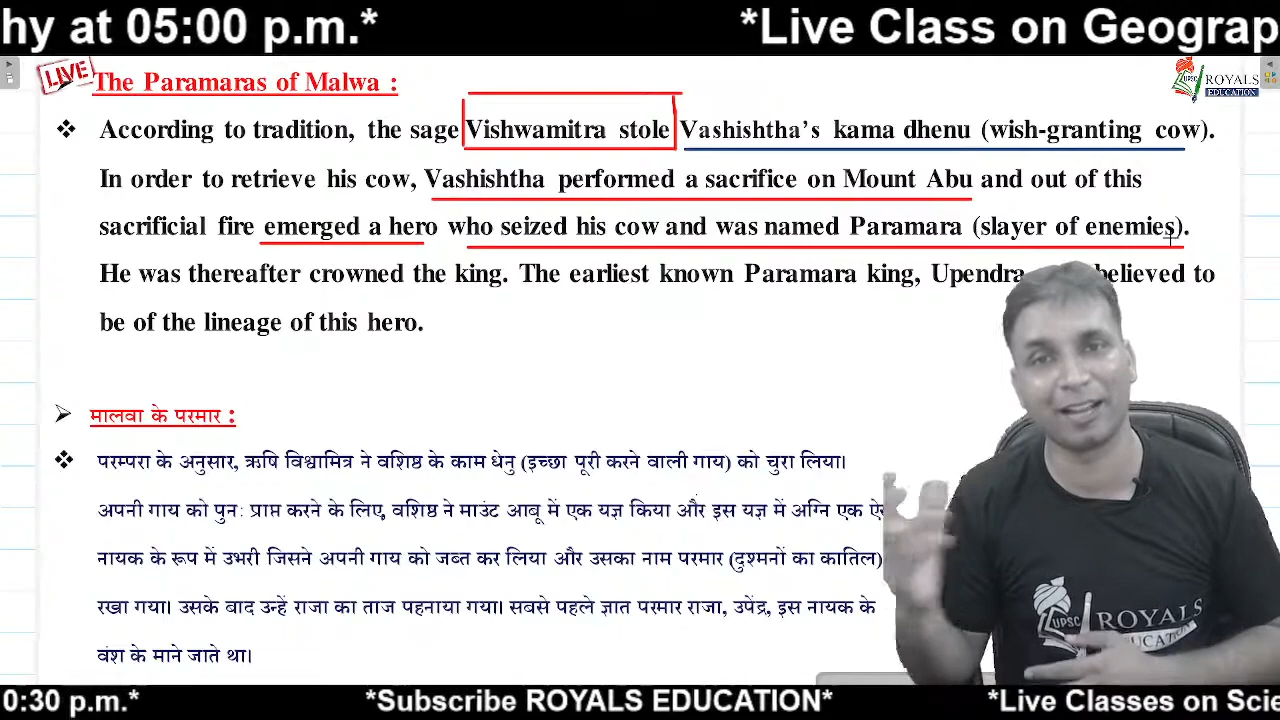 hy at 05:00 p.m.* *Live Class on Geograp
LIVE The Paramaras of Malwa :
UPSC ROYALS
EDUCATION
❖ According to tradition, the sage Vishwamitra stole Vashishtha's kama dhenu (wish-granting cow).
In order to retrieve his cow, Vashishtha performed a sacrifice on Mount Abu and out of this
sacrificial fire emerged a hero who seized his cow and was named Paramara (slayer of enemies).
He was thereafter crowned the king. The earliest known Paramara king, Upendra believed to
be of the lineage of this hero.
➢ मालवा के परमार :
❖ परम्परा के अनुसार, ऋषि विश्वामित्र ने वशिष्ठ के काम धेनु (इच्छा पूरी करने वाली गाय) को चुरा लिया।
अपनी गाय को पुन: प्राप्त करने के लिए, वशिष्ठ ने माउंट आबू में एक यज्ञ किया और इस यज्ञ में अग्नि एक
नायक के रूप में उभरी जिसने अपनी गाय को जब्त कर लिया और उसका नाम परमार (दुश्मनों का कातिल)
रखा गया। उसके बाद उन्हें राजा का ताज पहनाया गया। सबसे पहले ज्ञात परमार राजा, उपेंद्र, इस नायक के
वंश के माने जाते था।
UPSC ROYALS
EDUCATION
0:30 p.m.* *Subscribe ROYALS EDUCATION* *Live Classes on Scie